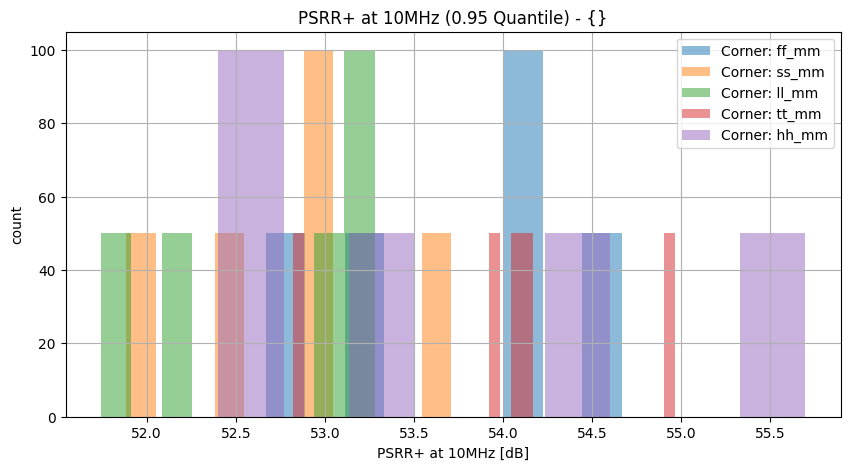 PSRR+ at 10MHz (0.95 Quantile) - {}
100
80
60
40
20
0
count
Corner: ff_mm
Corner: ss_mm
Corner: ll_mm
Corner: tt_mm
Corner: hh_mm
52.0 52.5 53.0 53.5 54.0 54.5 55.0 55.5
PSRR+ at 10MHz [dB]